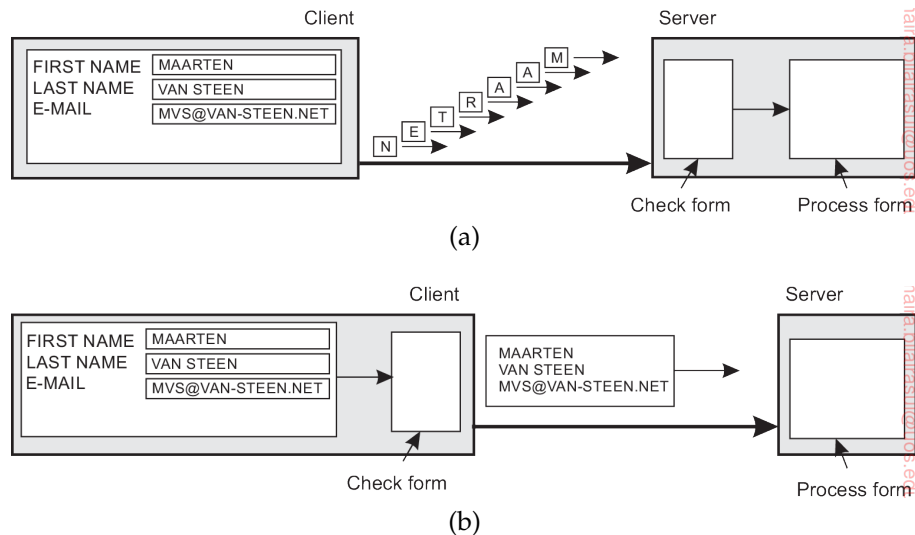 Client
Server
FIRST NAME MAARTEN
LAST NAME VAN STEEN
E-MAIL MVS@VAN-STEEN.NET
M
A
A
R
T
E
N
Check form
Process form
(a)
Client
Server
FIRST NAME MAARTEN
LAST NAME VAN STEEN
E-MAIL MVS@VAN-STEEN.NET
MAARTEN
VAN STEEN
MVS@VAN-STEEN.NET
Check form
Process form
(b)